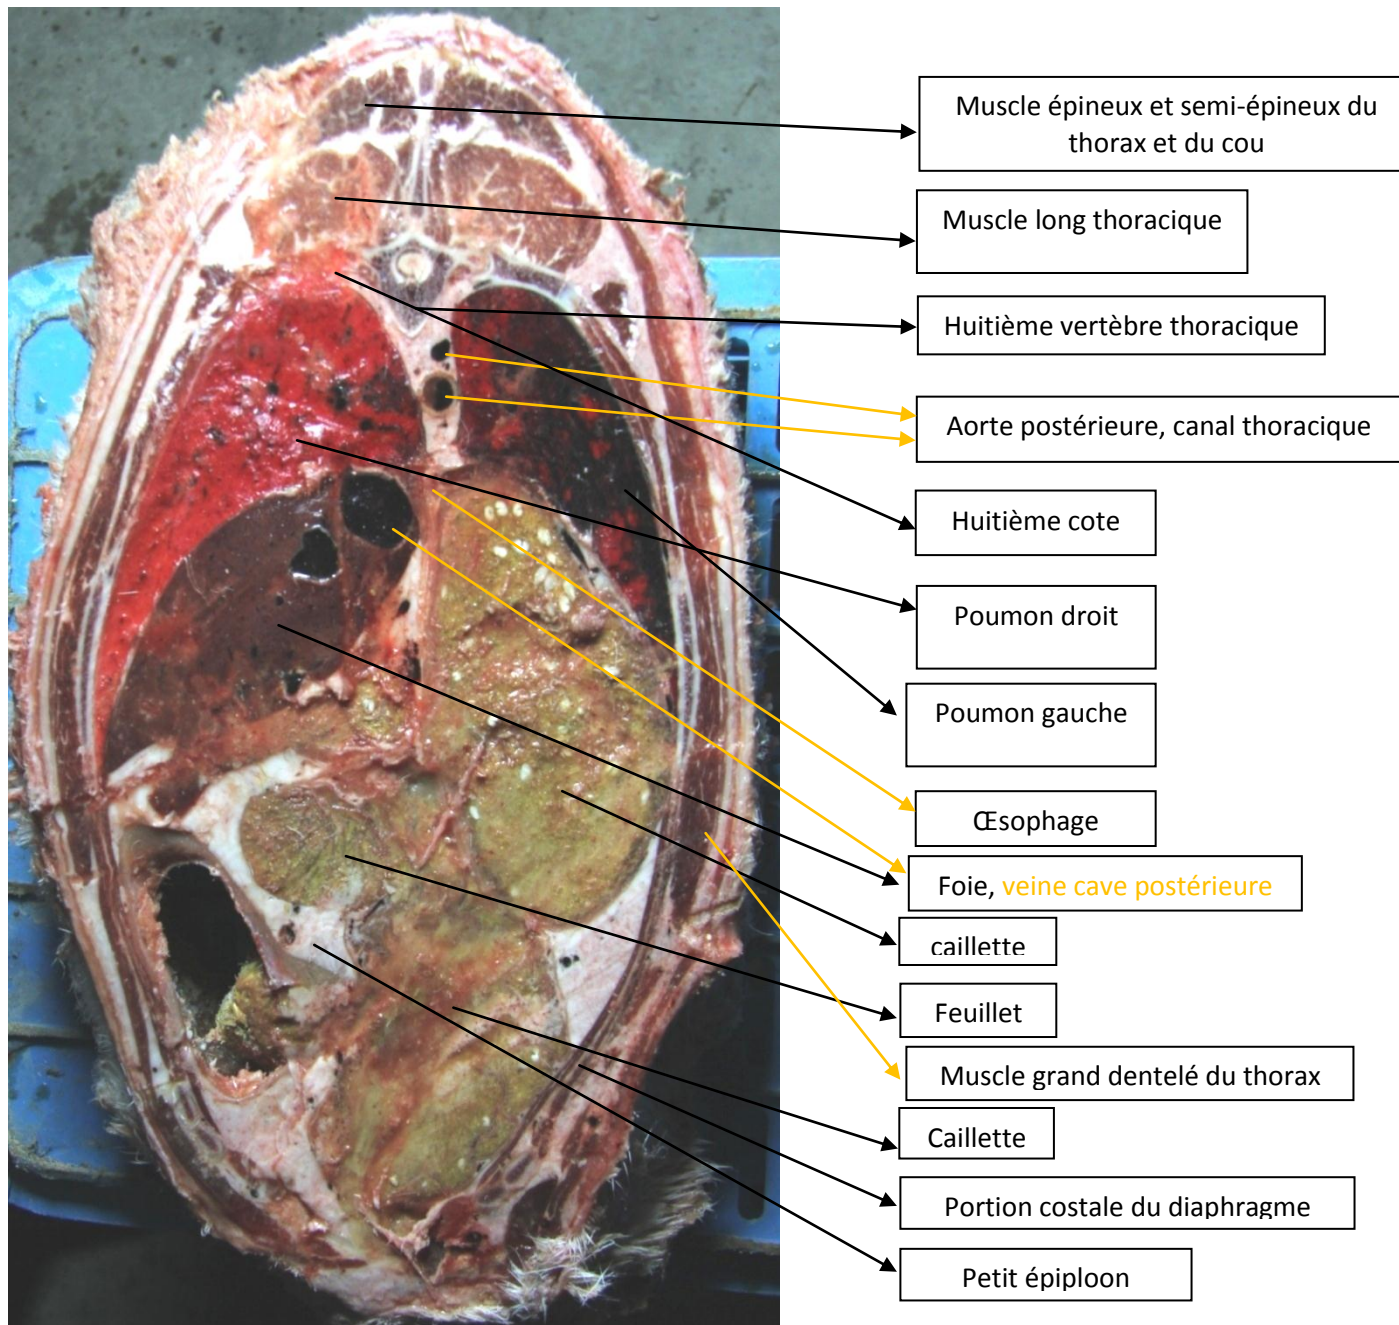 Muscle épineux et semi-épineux du
thorax et du cou
Muscle long thoracique
Huitième vertèbre thoracique
Aorte postérieure, canal thoracique
Huitième cote
Poumon droit
Poumon gauche
Œsophage
Foie, veine cave postérieure
caillette
Feuillet
Muscle grand dentelé du thorax
Caillette
Portion costale du diaphragme
Petit épiploon